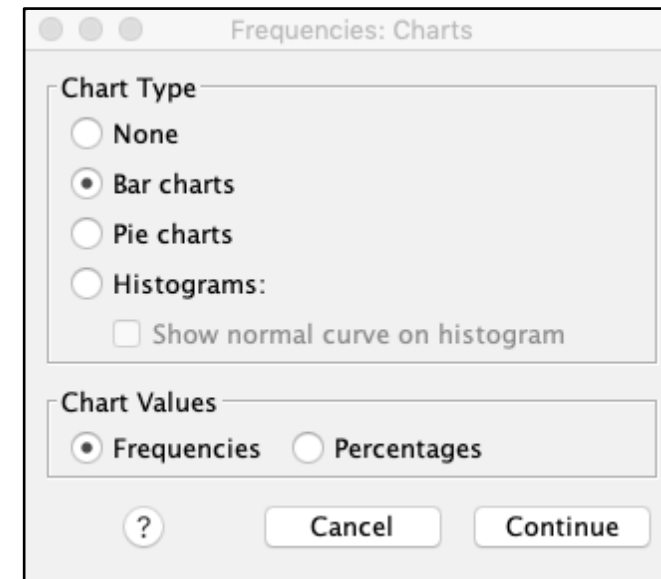 Frequencies: Charts
Chart Type
None
Bar charts
Pie charts
Histograms:
Show normal curve on histogram
Chart Values
Frequencies Percentages
? Cancel Continue